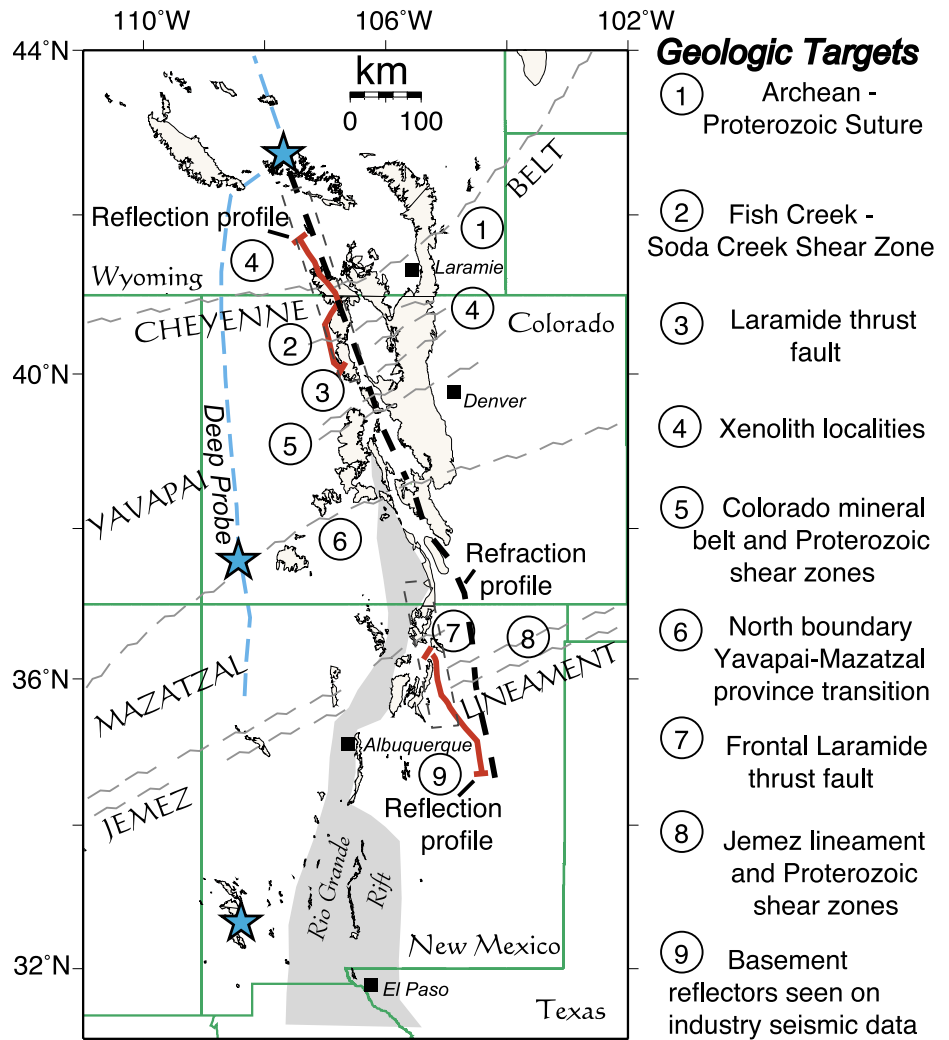 110°W 106°W 102°W
44°N
km
0 100
Geologic Targets
1 Archean -
Proterozoic Suture
2 Fish Creek -
Soda Creek Shear Zone
3 Laramide thrust
fault
4 Xenolith localities
5 Colorado mineral
belt and Proterozoic
shear zones
6 North boundary
Yavapai-Mazatzal
province transition
7 Frontal Laramide
thrust fault
8 Jemez lineament
and Proterozoic
shear zones
9 Basement
reflectors seen on
industry seismic data
BELT
Reflection profile
1
4
Laramie
Wyoming
CHEYENNE
4
Colorado
2
40°N
3
Denver
5
Deep Probe
YAVAPAI
6
Refraction
profile
7
8
36°N
MAZATZAL
LINEAMENT
Albuquerque
9
JEMEZ
Reflection
profile
Rio Grande
Rift
New Mexico
32°N
El Paso
Texas